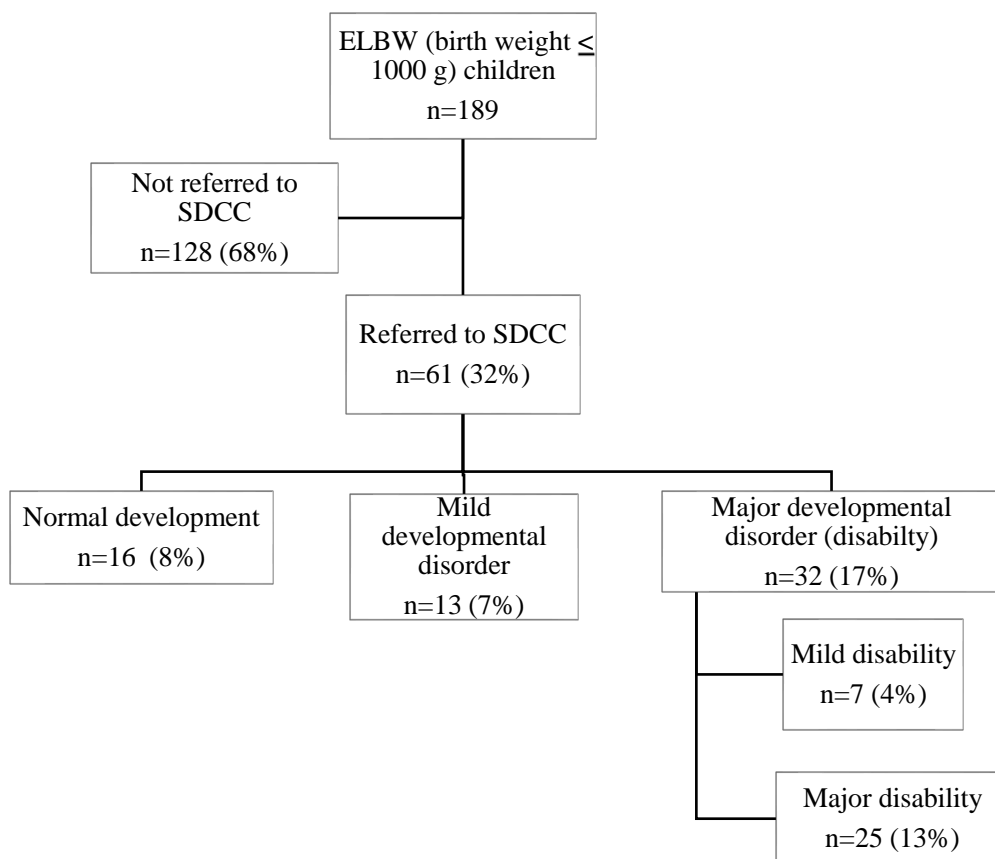 ELBW (birth weight ≤
1000 g) children
n=189
Not referred to
SDCC
n=128 (68%)
Referred to SDCC
n=61 (32%)
Normal development
n=16 (8%)
Mild
developmental
disorder
n=13 (7%)
Major developmental
disorder (disabilty)
n=32 (17%)
Mild disability
n=7 (4%)
Major disability
n=25 (13%)